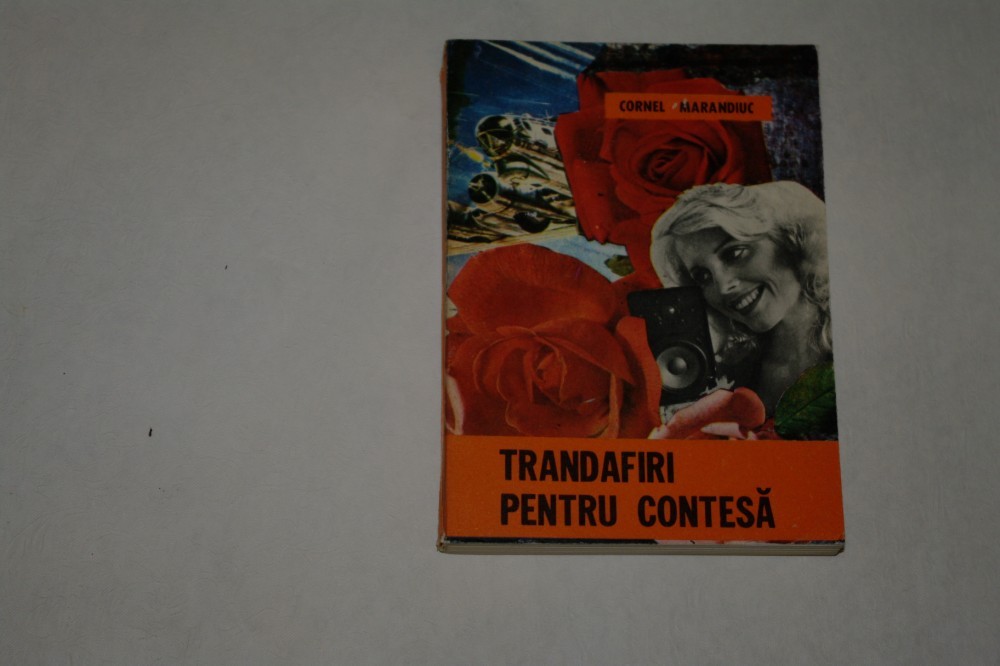 CORNEL MARANDIUC
TRANDAFIRI
PENTRU CONTESĂ